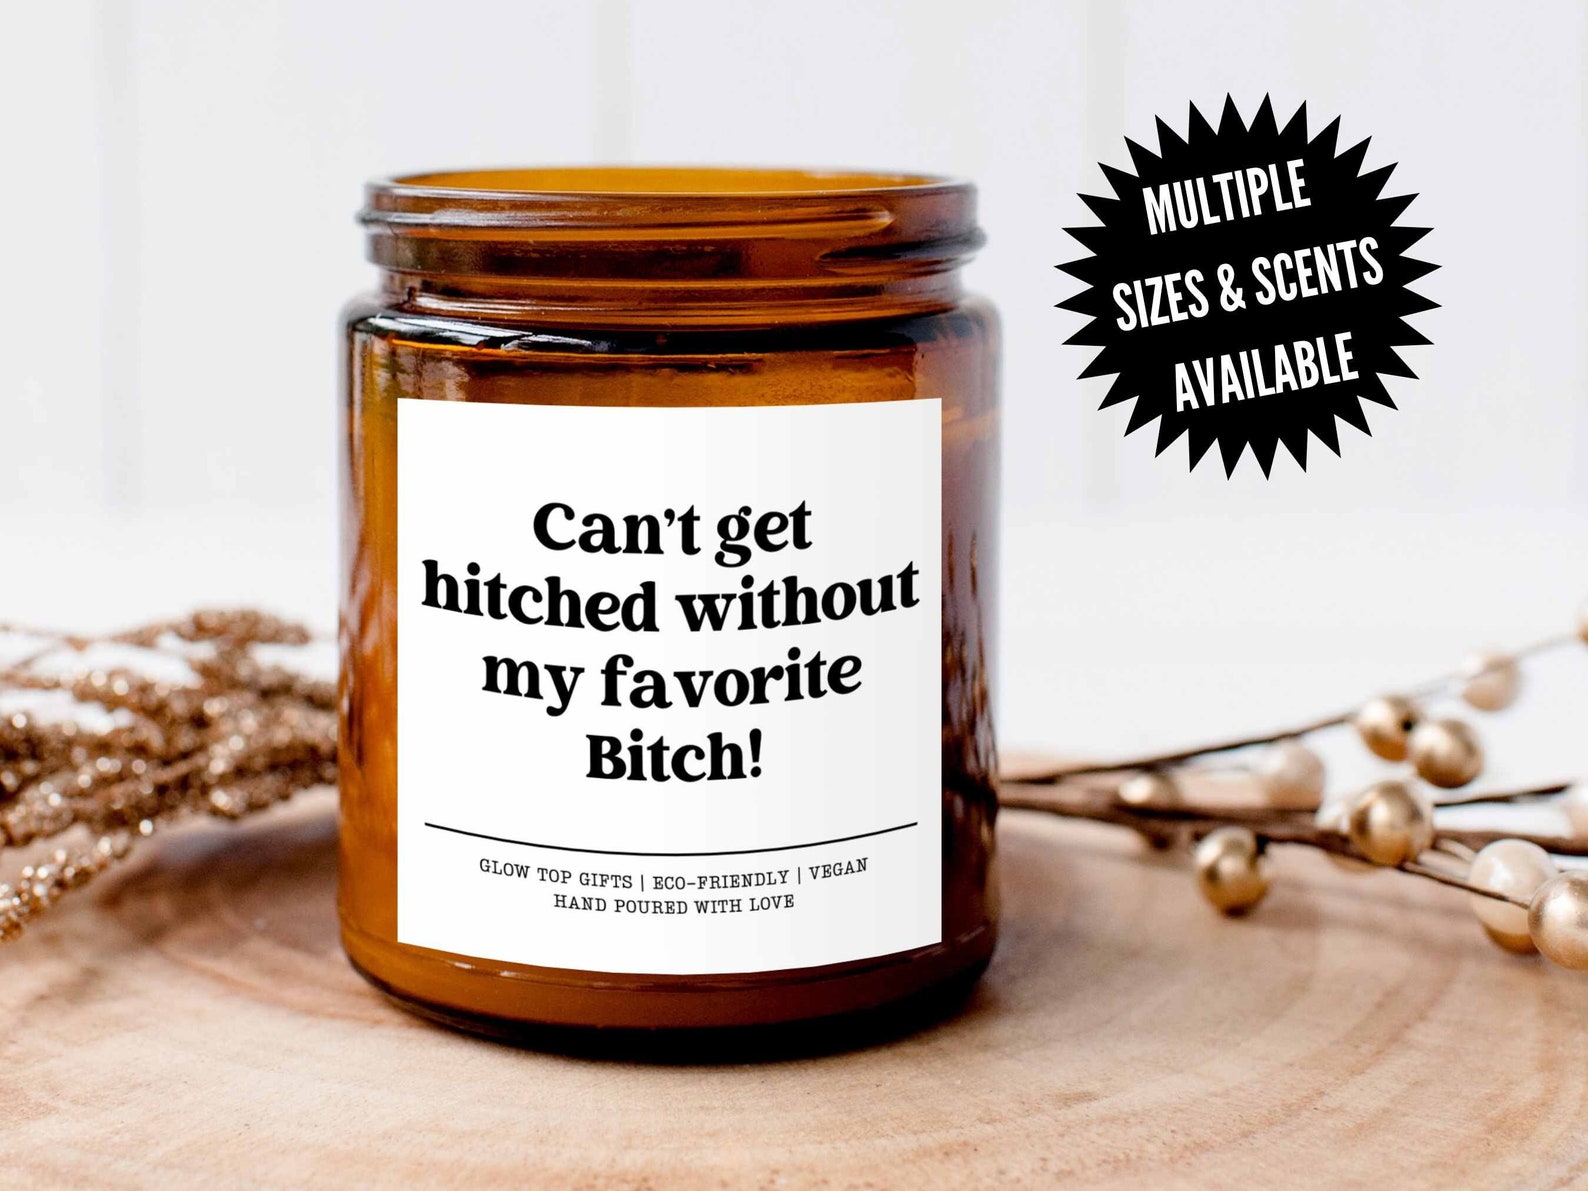 Can't get
hitched without
my favorite
Bitch!
GLOW TOP GIFTS | ECO-FRIENDLY | VEGAN
HAND POURED WITH LOVE
MULTIPLE
SIZES & SCENTS
AVAILABLE